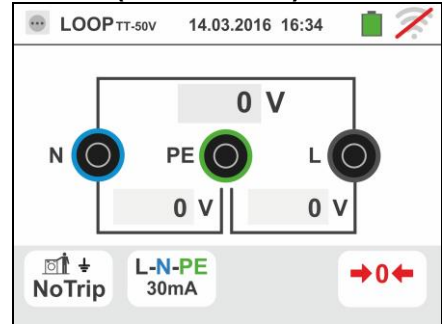 LOOP TT-50V 14.03.2016 16:34
0 V
N PE L
0 V 0 V
NoTrip L-N-PE 30mA ➔0←